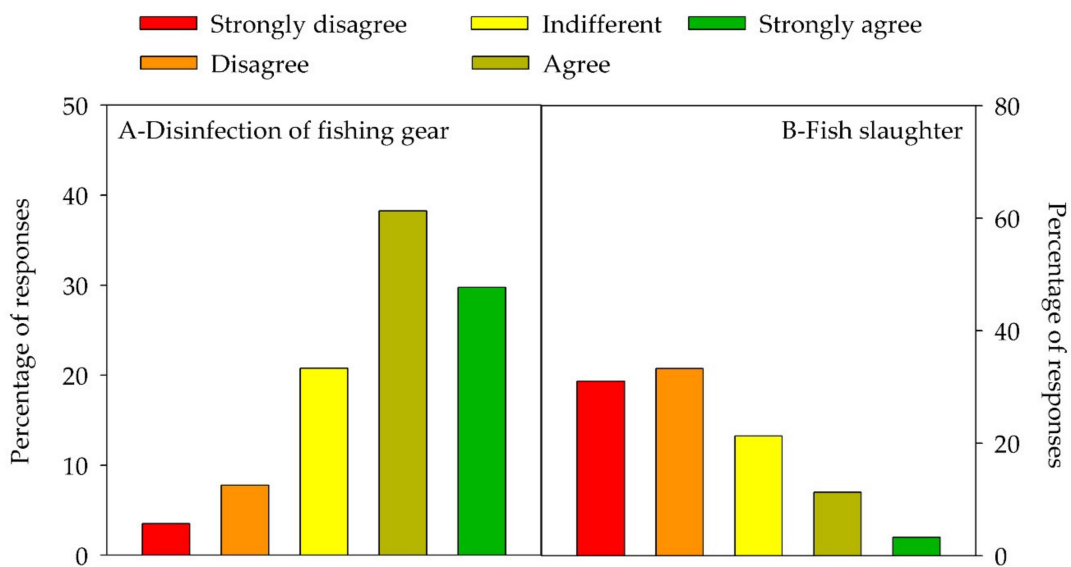 Strongly disagree
Indifferent
Strongly agree
Disagree
Agree
A-Disinfection of fishing gear
B-Fish slaughter
Percentage of responses
50
40
30
20
10
0
80
60
40
20
0
Percentage of responses